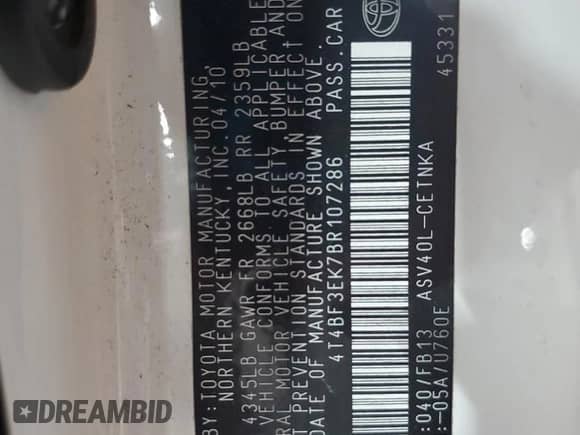 BY: TOYOTA MOTOR MANUFACTURING,
NORTHERN KENTUCKY, INC. 04/10
4345LB GAWR FR 2668LB RR 2359LB
VEHICLE CONFORMS TO ALL APPLICABLE
RAL MOTOR VEHICLE SAFETY, BUMPER AND
T PREVENTION STANDARDS IN EFFECT ON
DATE OF MANUFACTURE SHOWN ABOVE.
4T4BF3EK7BR107286 PASS. CAR
:040/FB13 ASV40L-CETNKA
:-05A/U760E 45331
DREAMBID